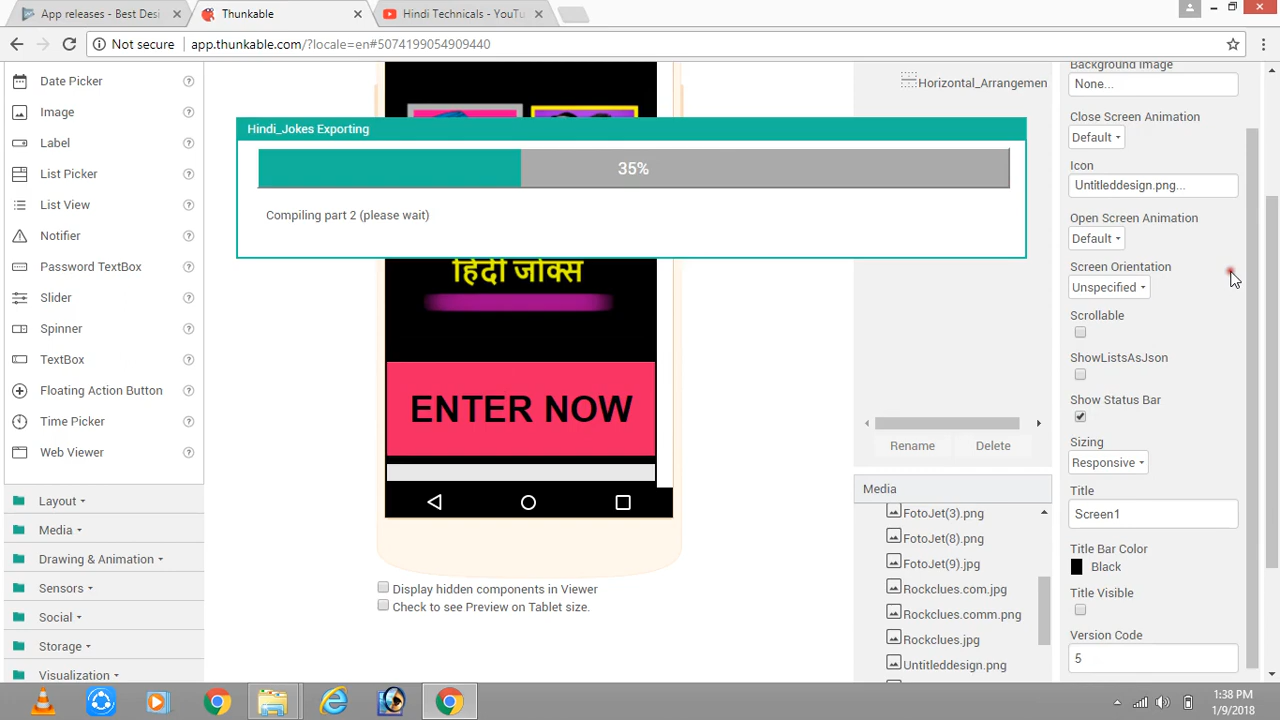 App releases - Best Desi
Thunkable
Hindi Technicals - YouTu
Not secure
app.thunkable.com/?locale=en#5074199054909440
Date Picker
Image
Label
List Picker
List View
Notifier
Password TextBox
Slider
Spinner
TextBox
Floating Action Button
Time Picker
Web Viewer
Layout
Media
Drawing & Animation
Sensors
Social
Storage
Visualization
Hindi_Jokes Exporting
35%
Compiling part 2 (please wait)
हिंदी जोक्स
ENTER NOW
Display hidden components in Viewer
Check to see Preview on Tablet size.
Horizontal_Arrangemen
Rename
Delete
Media
FotoJet(3).png
FotoJet(8).png
FotoJet(9).jpg
Rockclues.com.jpg
Rockclues.comm.png
Rockclues.jpg
Untitleddesign.png
Background Image
None...
Close Screen Animation
Default
Icon
Untitleddesign.png...
Open Screen Animation
Default
Screen Orientation
Unspecified
Scrollable
ShowListsAsJson
Show Status Bar
Sizing
Responsive
Title
Screen1
Title Bar Color
Black
Title Visible
Version Code
5
1:38 PM
1/9/2018